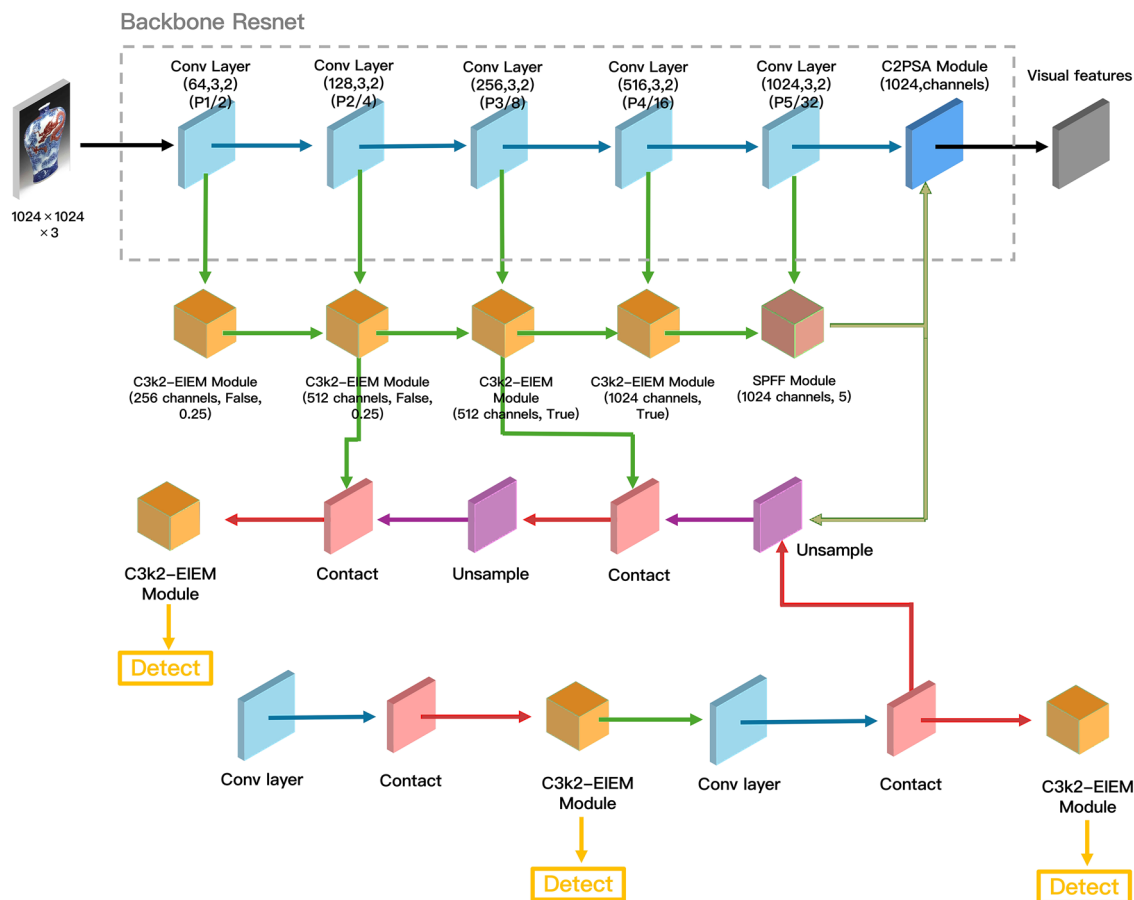 Backbone Resnet
Conv Layer
(64,3,2)
(P1/2)
Conv Layer
(128,3,2)
(P2/4)
Conv Layer
(256,3,2)
(P3/8)
Conv Layer
(516,3,2)
(P4/16)
Conv Layer
(1024,3,2)
(P5/32)
C2PSA Module
(1024,channels)
Visual features
1024×1024
×3
C3k2-EIEM Module
(256 channels, False,
0.25)
C3k2-EIEM Module
(512 channels, False,
0.25)
C3k2-EIEM
Module
(512 channels, True)
C3k2-EIEM Module
(1024 channels,
True)
SPFF Module
(1024 channels, 5)
C3k2-EIEM
Module
Contact
Unsample
Contact
Unsample
Detect
Conv layer
Contact
C3k2-EIEM
Module
Conv layer
Contact
C3k2-EIEM
Module
Detect
Detect